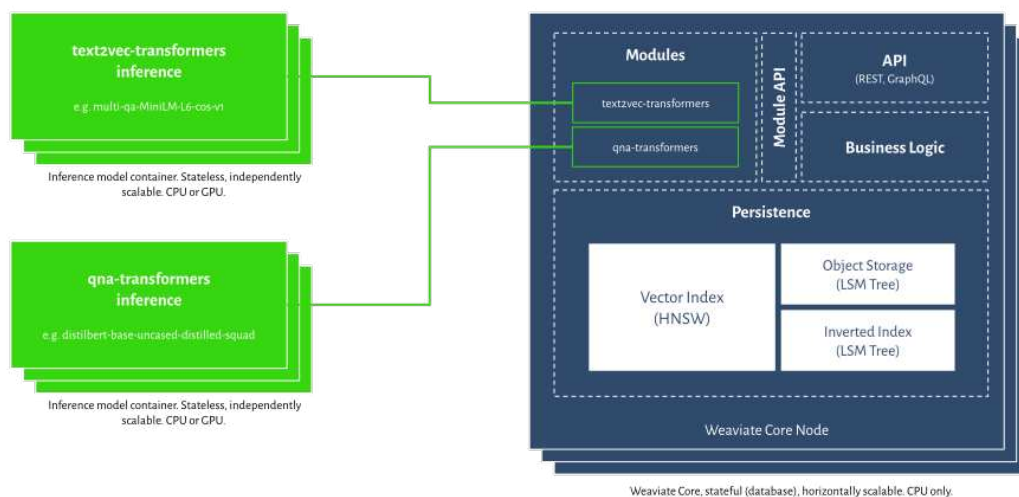 text2vec-transformers
inference
e.g. multi-qa-MiniLM-L6-cos-v1
Inference model container. Stateless, independently
scalable. CPU or GPU.
qna-transformers
inference
e.g. distilbert-base-uncased-distilled-squad
Inference model container. Stateless, independently
scalable. CPU or GPU.
Modules
text2vec-transformers
qna-transformers
Module API
API
(REST, GraphQL)
Business Logic
Persistence
Vector Index
(HNSW)
Object Storage
(LSM Tree)
Inverted Index
(LSM Tree)
Weaviate Core Node
Weaviate Core, stateful (database), horizontally scalable. CPU only.